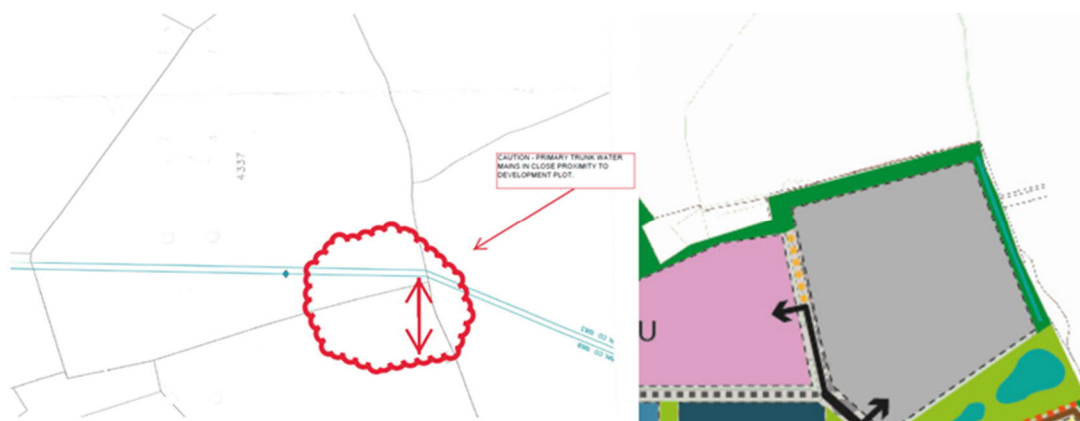 4337
CAUTION - PRIMARY TRUNK WATER
MAINS IN CLOSE PROXIMITY TO
DEVELOPMENT PLOT.
U